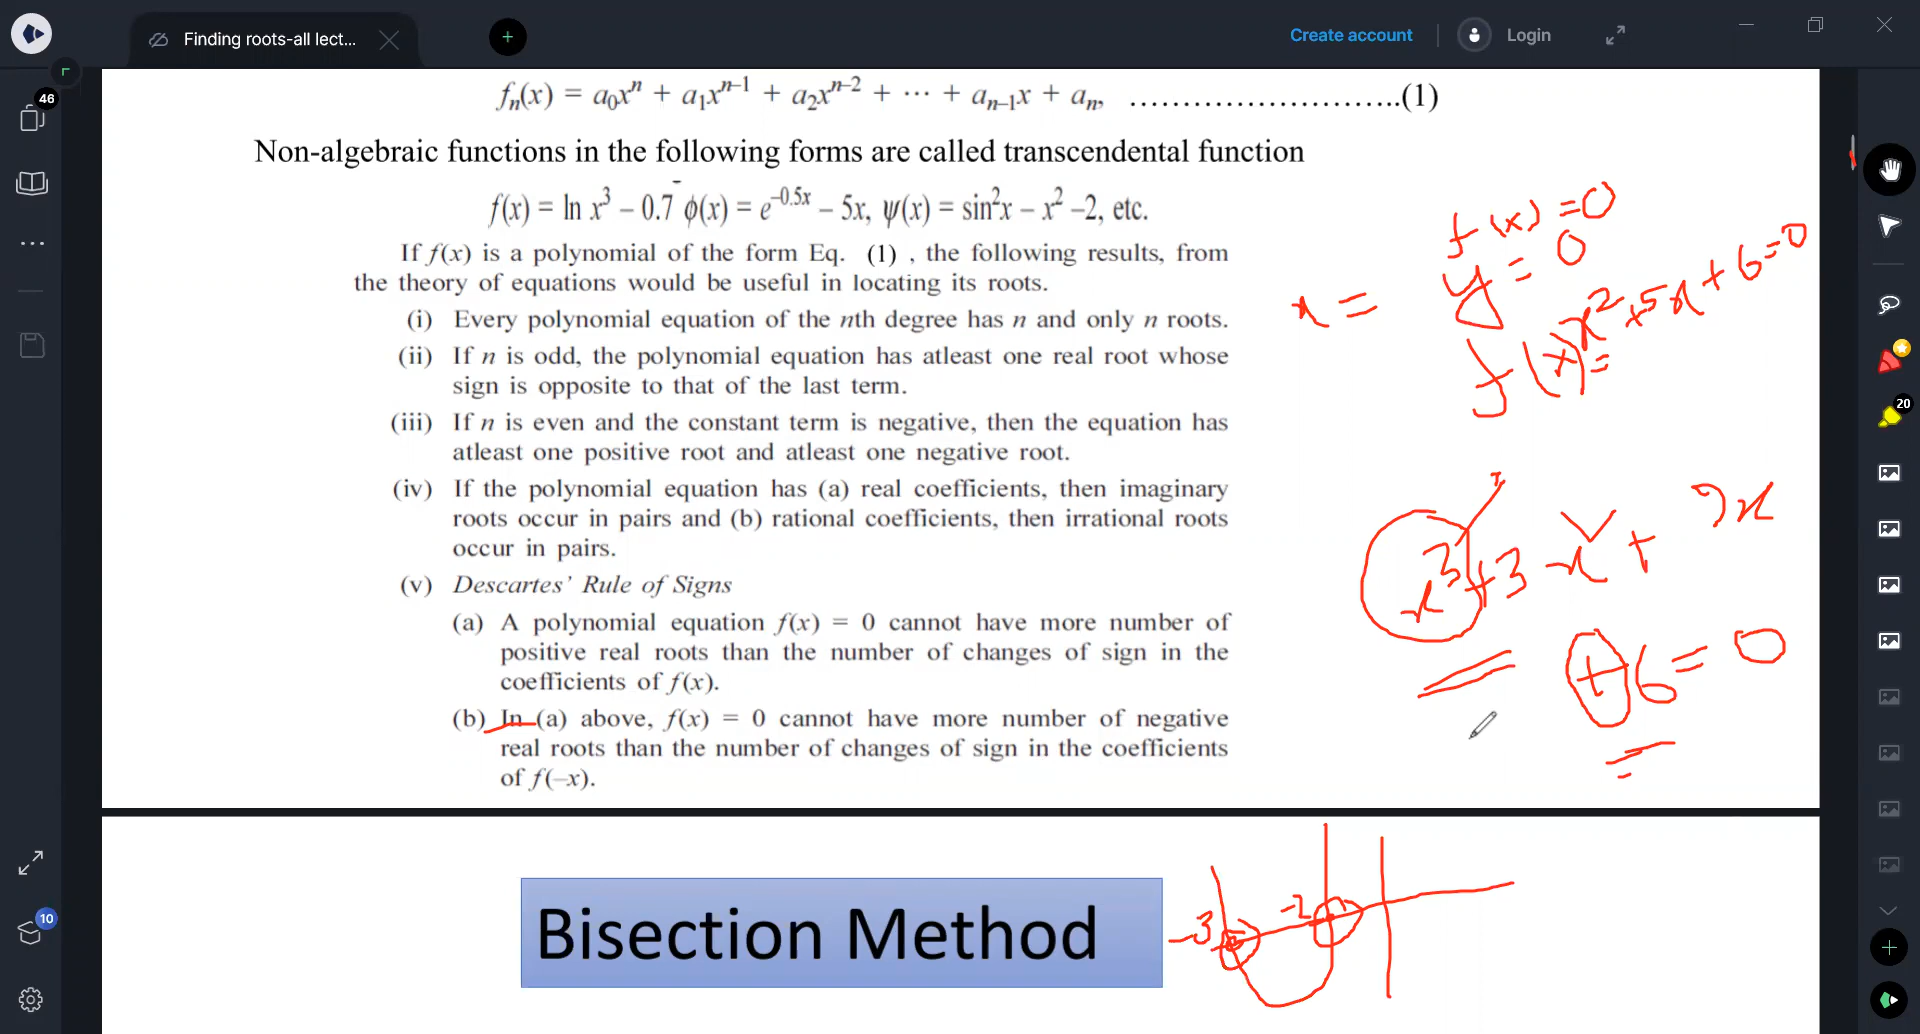 Finding roots-all lect...
Create account
Login
46
fₙ(x) = a₀xⁿ + a₁xⁿ⁻¹ + a₂xⁿ⁻² + ··· + aₙ₋₁x + aₙ, ............................(1)
Non-algebraic functions in the following forms are called transcendental function
f(x) = ln x³ – 0.7 ϕ(x) = e^–0.5x – 5x, ψ(x) = sin²x – x² –2, etc.
If f(x) is a polynomial of the form Eq. (1) , the following results, from
the theory of equations would be useful in locating its roots.
(i) Every polynomial equation of the nth degree has n and only n roots.
(ii) If n is odd, the polynomial equation has atleast one real root whose
sign is opposite to that of the last term.
(iii) If n is even and the constant term is negative, then the equation has
atleast one positive root and atleast one negative root.
(iv) If the polynomial equation has (a) real coefficients, then imaginary
roots occur in pairs and (b) rational coefficients, then irrational roots
occur in pairs.
(v) Descartes' Rule of Signs
(a) A polynomial equation f(x) = 0 cannot have more number of
positive real roots than the number of changes of sign in the
coefficients of f(x).
(b) In (a) above, f(x) = 0 cannot have more number of negative
real roots than the number of changes of sign in the coefficients
of f(–x).
f(x) = 0
y = 0
x =
f(x) = x² + 5x + 6 = 0
x³ + 3x +
+ 6 = 0
20
Bisection Method
-3
-2
10